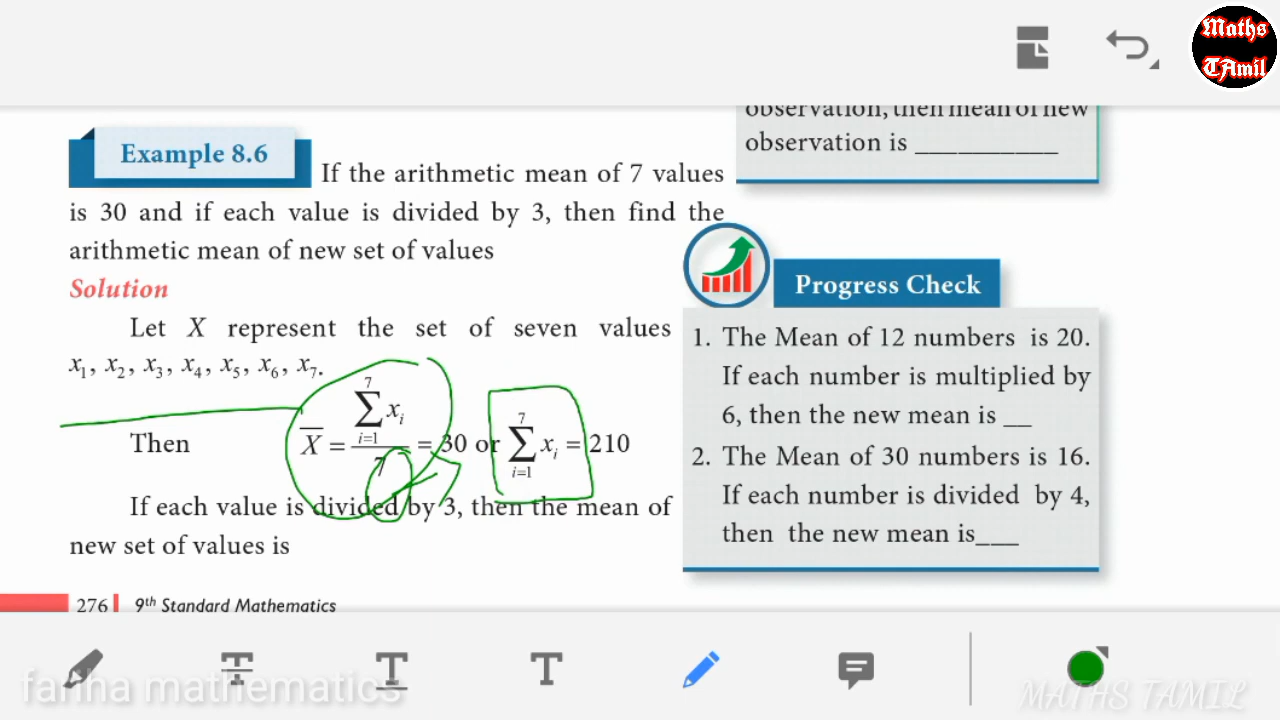 Maths
TAmil
observation, then mean of new
observation is __________
Example 8.6
If the arithmetic mean of 7 values
is 30 and if each value is divided by 3, then find the
arithmetic mean of new set of values
Solution
Let X represent the set of seven values
x₁, x₂, x₃, x₄, x₅, x₆, x₇.
Then X̅ = (∑_{i=1}^{7} xᵢ)/7 = 30 or ∑_{i=1}^{7} xᵢ = 210
If each value is divided by 3, then the mean of
new set of values is
276 9th Standard Mathematics
Progress Check
1. The Mean of 12 numbers is 20.
If each number is multiplied by
6, then the new mean is __
2. The Mean of 30 numbers is 16.
If each number is divided by 4,
then the new mean is___
T T T
fariha mathematics
MATHS TAMIL